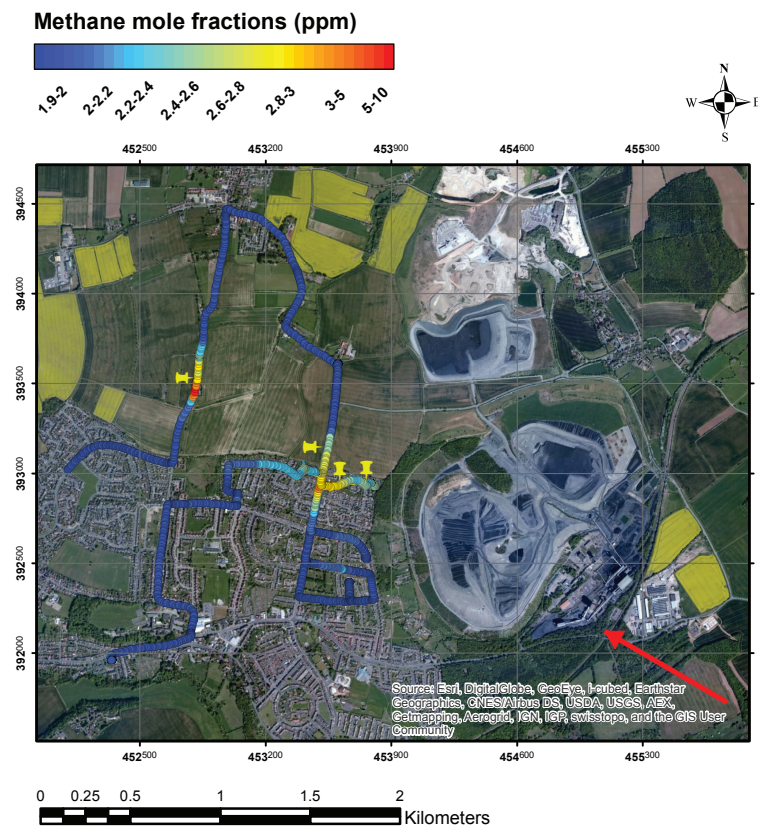 Methane mole fractions (ppm)
1.9-2
2-2.2
2.2-2.4
2.4-2.6
2.6-2.8
2.8-3
3-5
5-10
N
W
E
S
452500
453200
453900
454600
455300
394500
394000
393500
393000
392500
392000
Source: Esri, DigitalGlobe, GeoEye, i-cubed, Earthstar
Geographics, CNES/Airbus DS, USDA, USGS, AEX,
Getmapping, Aerogrid, IGN, IGP, swisstopo, and the GIS User
Community
452500
453200
453900
454600
455300
0 0.25 0.5 1 1.5 2
Kilometers